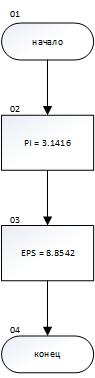 01
начало
02
PI = 3.1416
03
EPS = 8.8542
04
конец